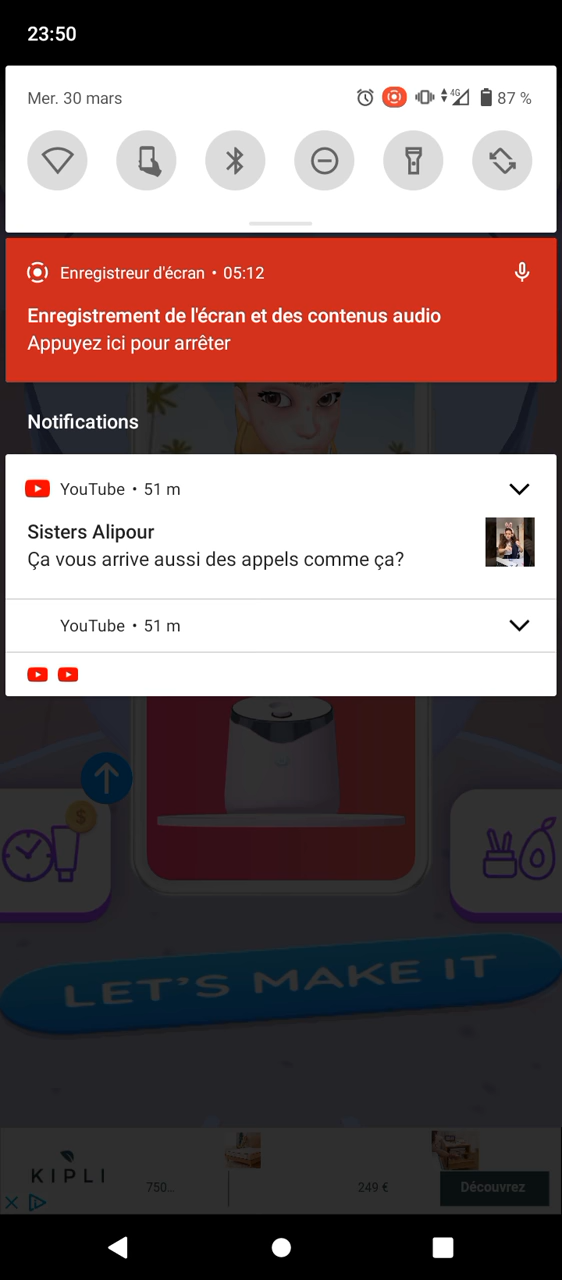 23:50
Mer. 30 mars
4G
87 %
Enregistreur d'écran • 05:12
Enregistrement de l'écran et des contenus audio
Appuyez ici pour arrêter
Notifications
YouTube • 51 m
Sisters Alipour
Ça vous arrive aussi des appels comme ça?
YouTube • 51 m
$
LET'S MAKE IT
KIPLI
750...
249 €
Découvrez